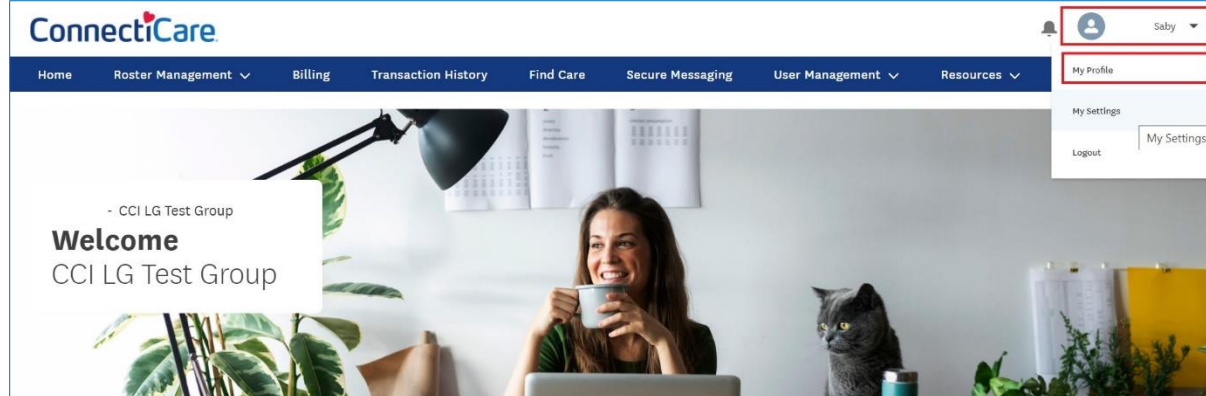 ConnectiCare
Saby
Home Roster Management Billing Transaction History Find Care Secure Messaging User Management Resources
My Profile
My Settings
My Settings
Logout
- CCI LG Test Group
Welcome
CCI LG Test Group